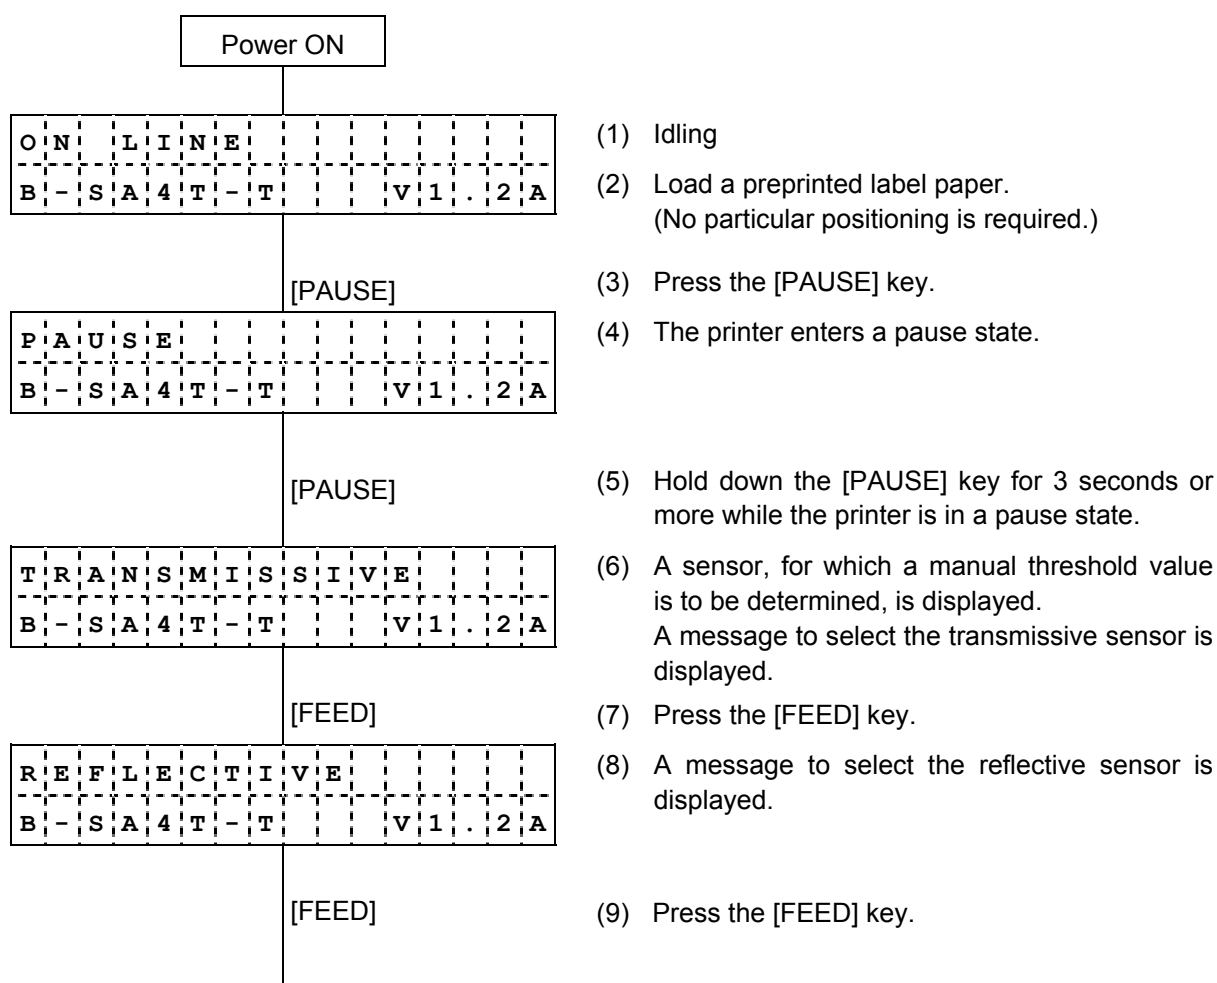 Power ON
ON LINE
B-SA4T-T V1.2A
(1) Idling
(2) Load a preprinted label paper.
(No particular positioning is required.)
[PAUSE]
(3) Press the [PAUSE] key.
PAUSE
B-SA4T-T V1.2A
(4) The printer enters a pause state.
[PAUSE]
(5) Hold down the [PAUSE] key for 3 seconds or
more while the printer is in a pause state.
TRANSMISSIVE
B-SA4T-T V1.2A
(6) A sensor, for which a manual threshold value
is to be determined, is displayed.
A message to select the transmissive sensor is
displayed.
[FEED]
(7) Press the [FEED] key.
REFLECTIVE
B-SA4T-T V1.2A
(8) A message to select the reflective sensor is
displayed.
[FEED]
(9) Press the [FEED] key.